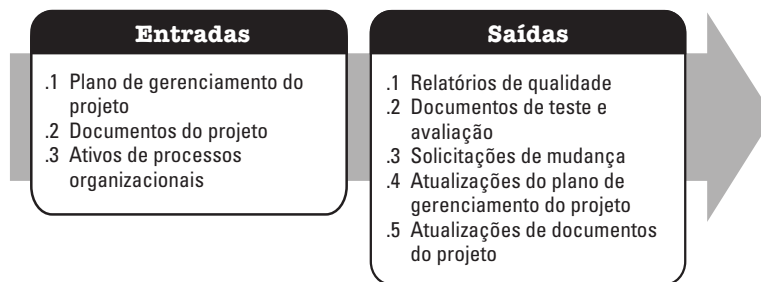 Entradas
.1 Plano de gerenciamento do
projeto
.2 Documentos do projeto
.3 Ativos de processos
organizacionais
Saídas
.1 Relatórios de qualidade
.2 Documentos de teste e
avaliação
.3 Solicitações de mudança
.4 Atualizações do plano de
gerenciamento do projeto
.5 Atualizações de documentos
do projeto